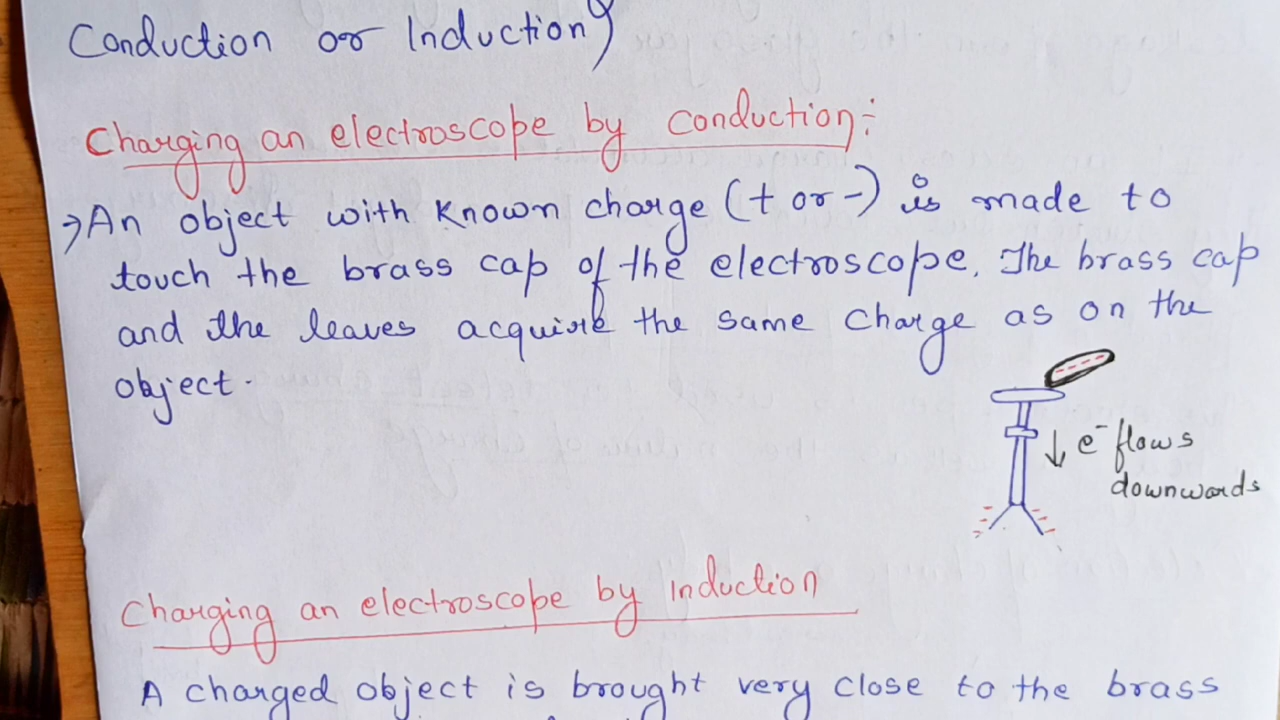 Conduction or Induction)
Charging an electroscope by conduction:-
→ An object with known charge (+ or -) is made to
touch the brass cap of the electroscope. The brass cap
and the leaves acquire the same charge as on the
object.
↓ e⁻ flows
downwards
Charging an electroscope by Induction
A charged object is brought very close to the brass